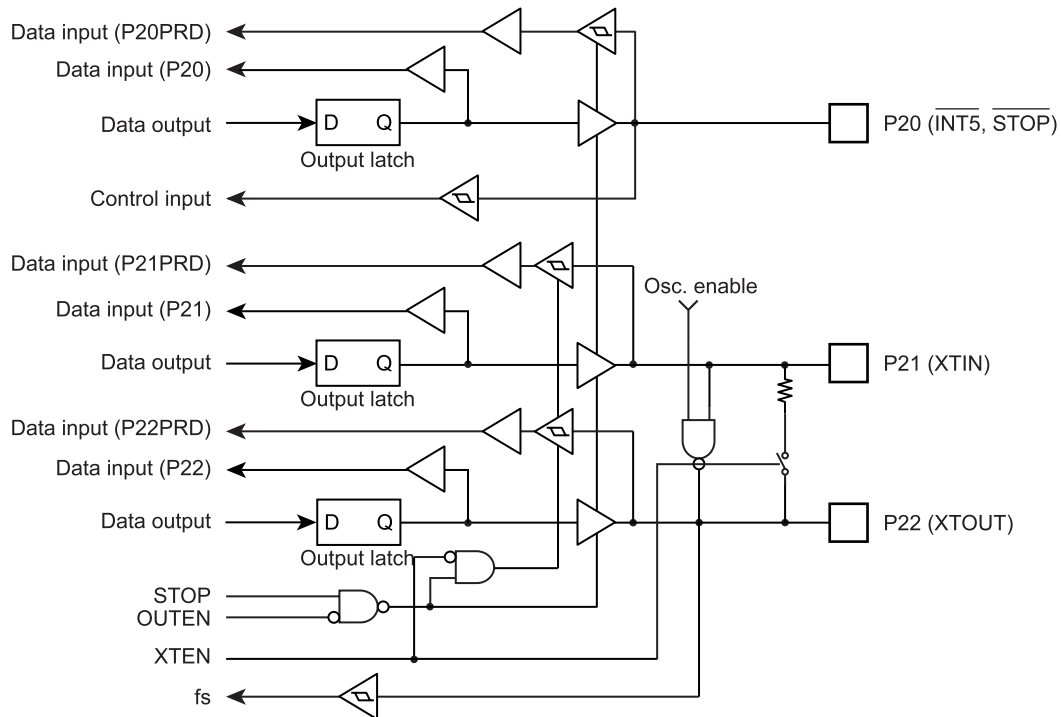 Data input (P20PRD)
Data input (P20)
Data output
D Q
Output latch
P20 (INT5, STOP)
Control input
Data input (P21PRD)
Osc. enable
Data input (P21)
Data output
D Q
Output latch
P21 (XTIN)
Data input (P22PRD)
Data input (P22)
Data output
D Q
Output latch
P22 (XTOUT)
STOP
OUTEN
XTEN
fs